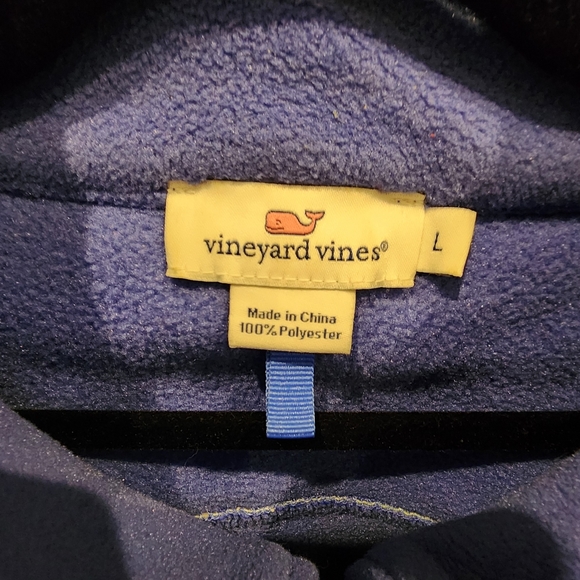 vineyard vines®
L
Made in China
100% Polyester